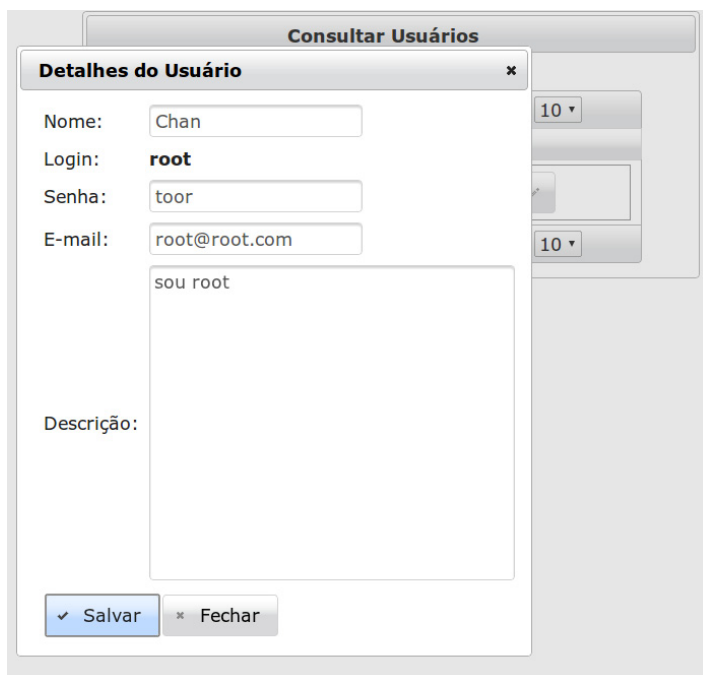 Consultar Usuários
Detalhes do Usuário
10
Nome: Chan
Login: root
Senha: toor
E-mail: root@root.com
10
Descrição: sou root
Salvar Fechar